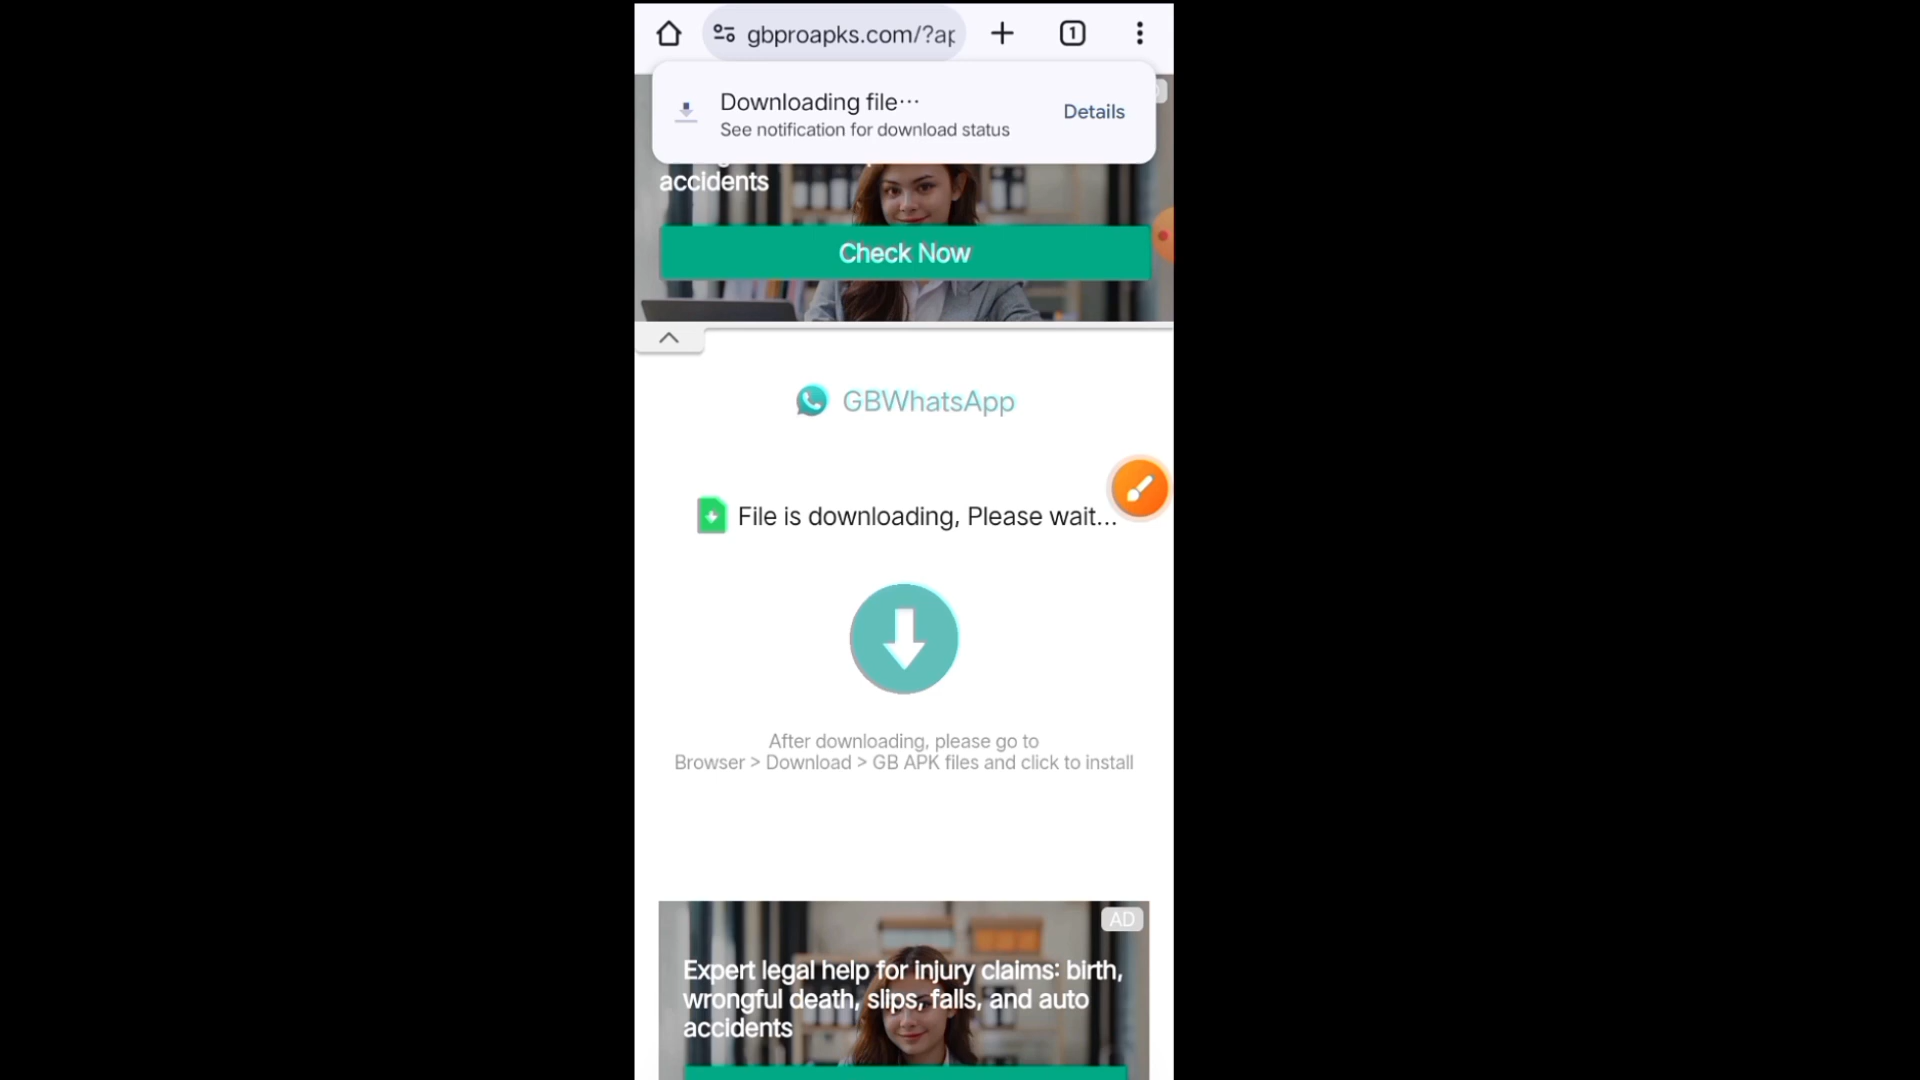 gbproapks.com/?ap
1
Downloading file...
See notification for download status
Details
accidents
Check Now
GBWhatsApp
File is downloading, Please wait...
After downloading, please go to
Browser > Download > GB APK files and click to install
AD
Expert legal help for injury claims: birth,
wrongful death, slips, falls, and auto
accidents